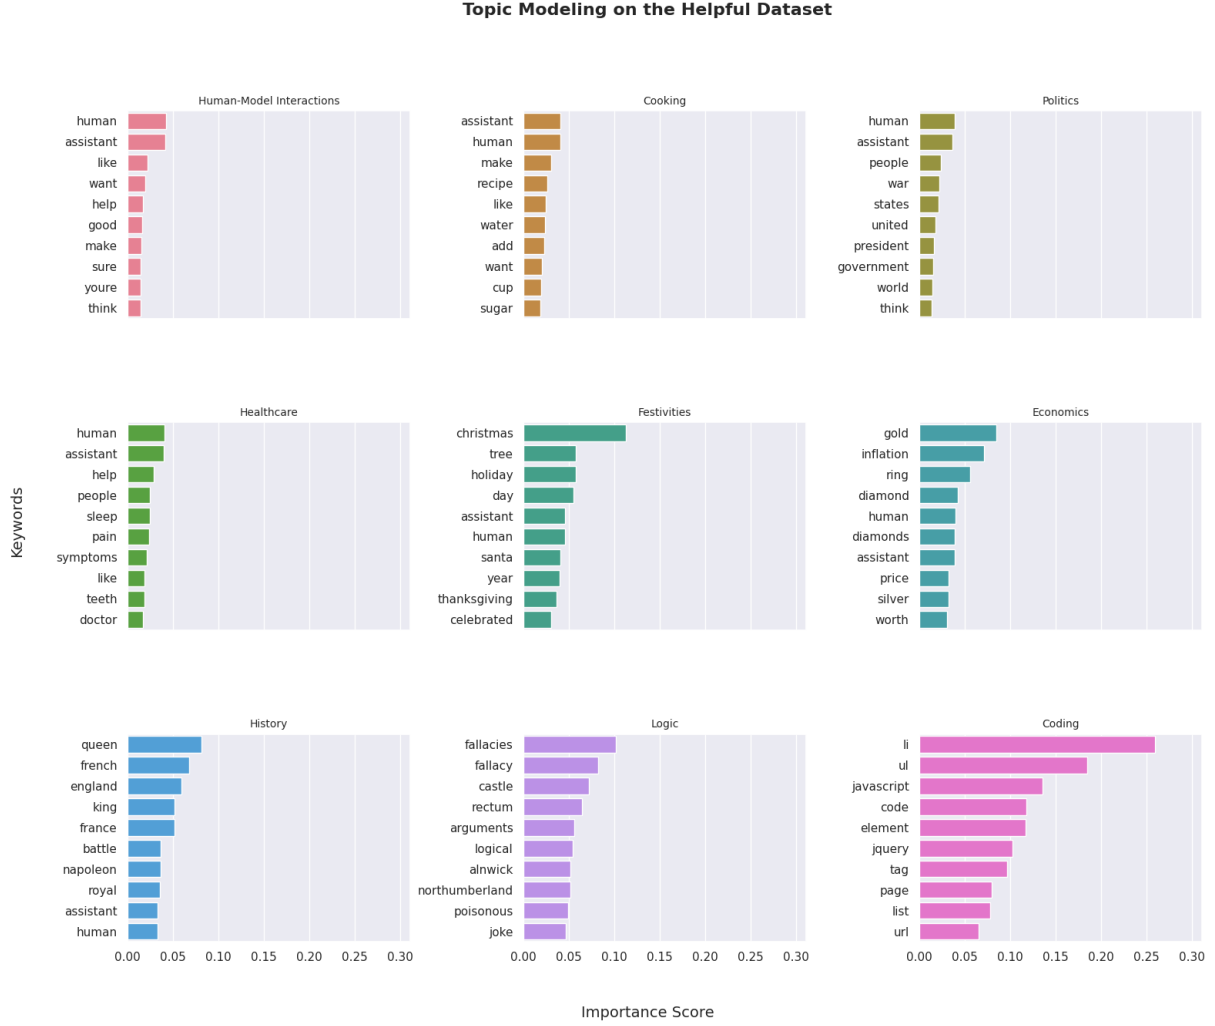 Topic Modeling on the Helpful Dataset
Human-Model Interactions
human
assistant
like
want
help
good
make
sure
youre
think
Cooking
assistant
human
make
recipe
like
water
add
want
cup
sugar
Politics
human
assistant
people
war
states
united
president
government
world
think
Keywords
Healthcare
human
assistant
help
people
sleep
pain
symptoms
like
teeth
doctor
Festivities
christmas
tree
holiday
day
assistant
human
santa
year
thanksgiving
celebrated
Economics
gold
inflation
ring
diamond
human
diamonds
assistant
price
silver
worth
History
queen
french
england
king
france
battle
napoleon
royal
assistant
human
0.00 0.05 0.10 0.15 0.20 0.25 0.30
Logic
fallacies
fallacy
castle
rectum
arguments
logical
alnwick
northumberland
poisonous
joke
0.00 0.05 0.10 0.15 0.20 0.25 0.30
Coding
li
ul
javascript
code
element
jquery
tag
page
list
url
0.00 0.05 0.10 0.15 0.20 0.25 0.30
Importance Score